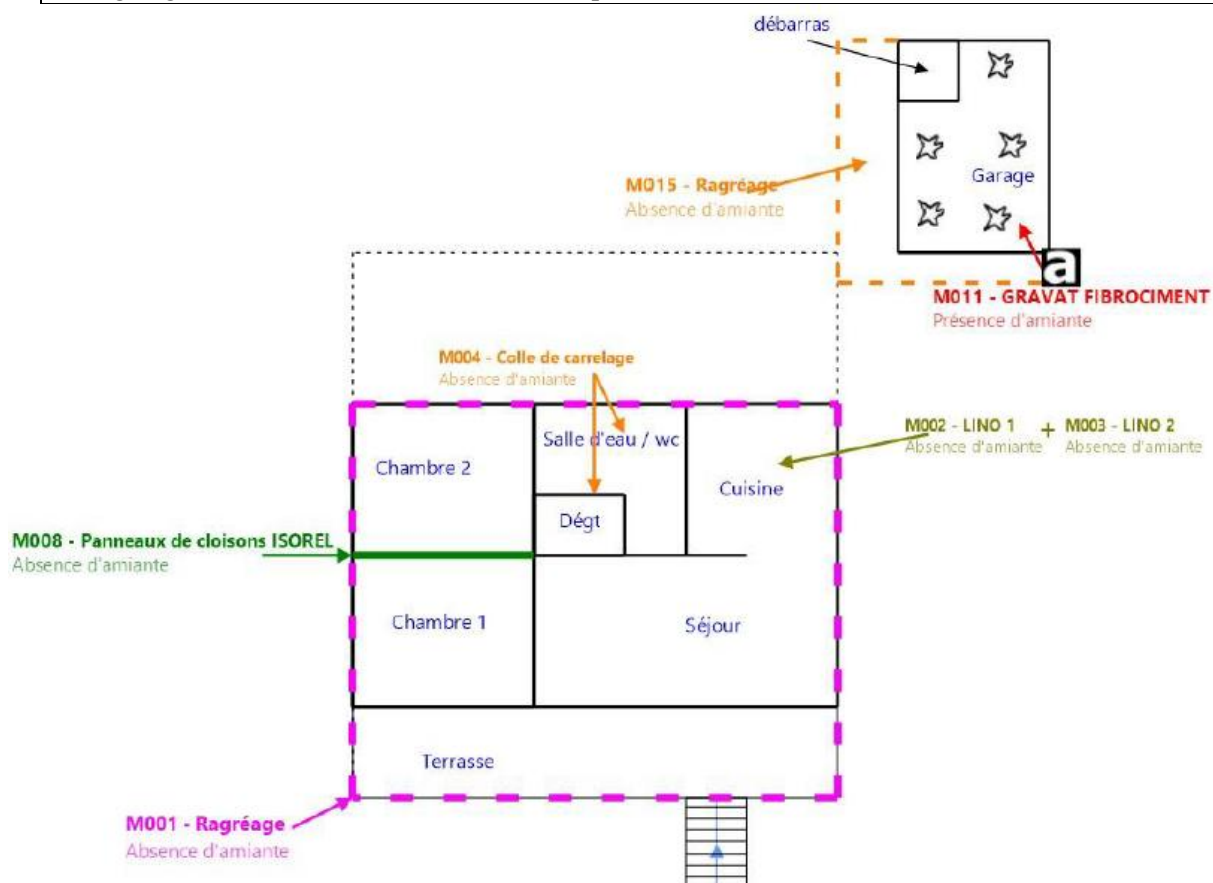 débarras
Garage
M015 - Ragréage
Absence d'amiante
a
M011 - GRAVAT FIBROCIMENT
Présence d'amiante
M004 - Colle de carrelage
Absence d'amiante
Salle d'eau / wc
Chambre 2
Cuisine
M002 - LINO 1 + M003 - LINO 2
Absence d'amiante Absence d'amiante
Dégt
M008 - Panneaux de cloisons ISOREL
Absence d'amiante
Chambre 1
Séjour
Terrasse
M001 - Ragréage
Absence d'amiante